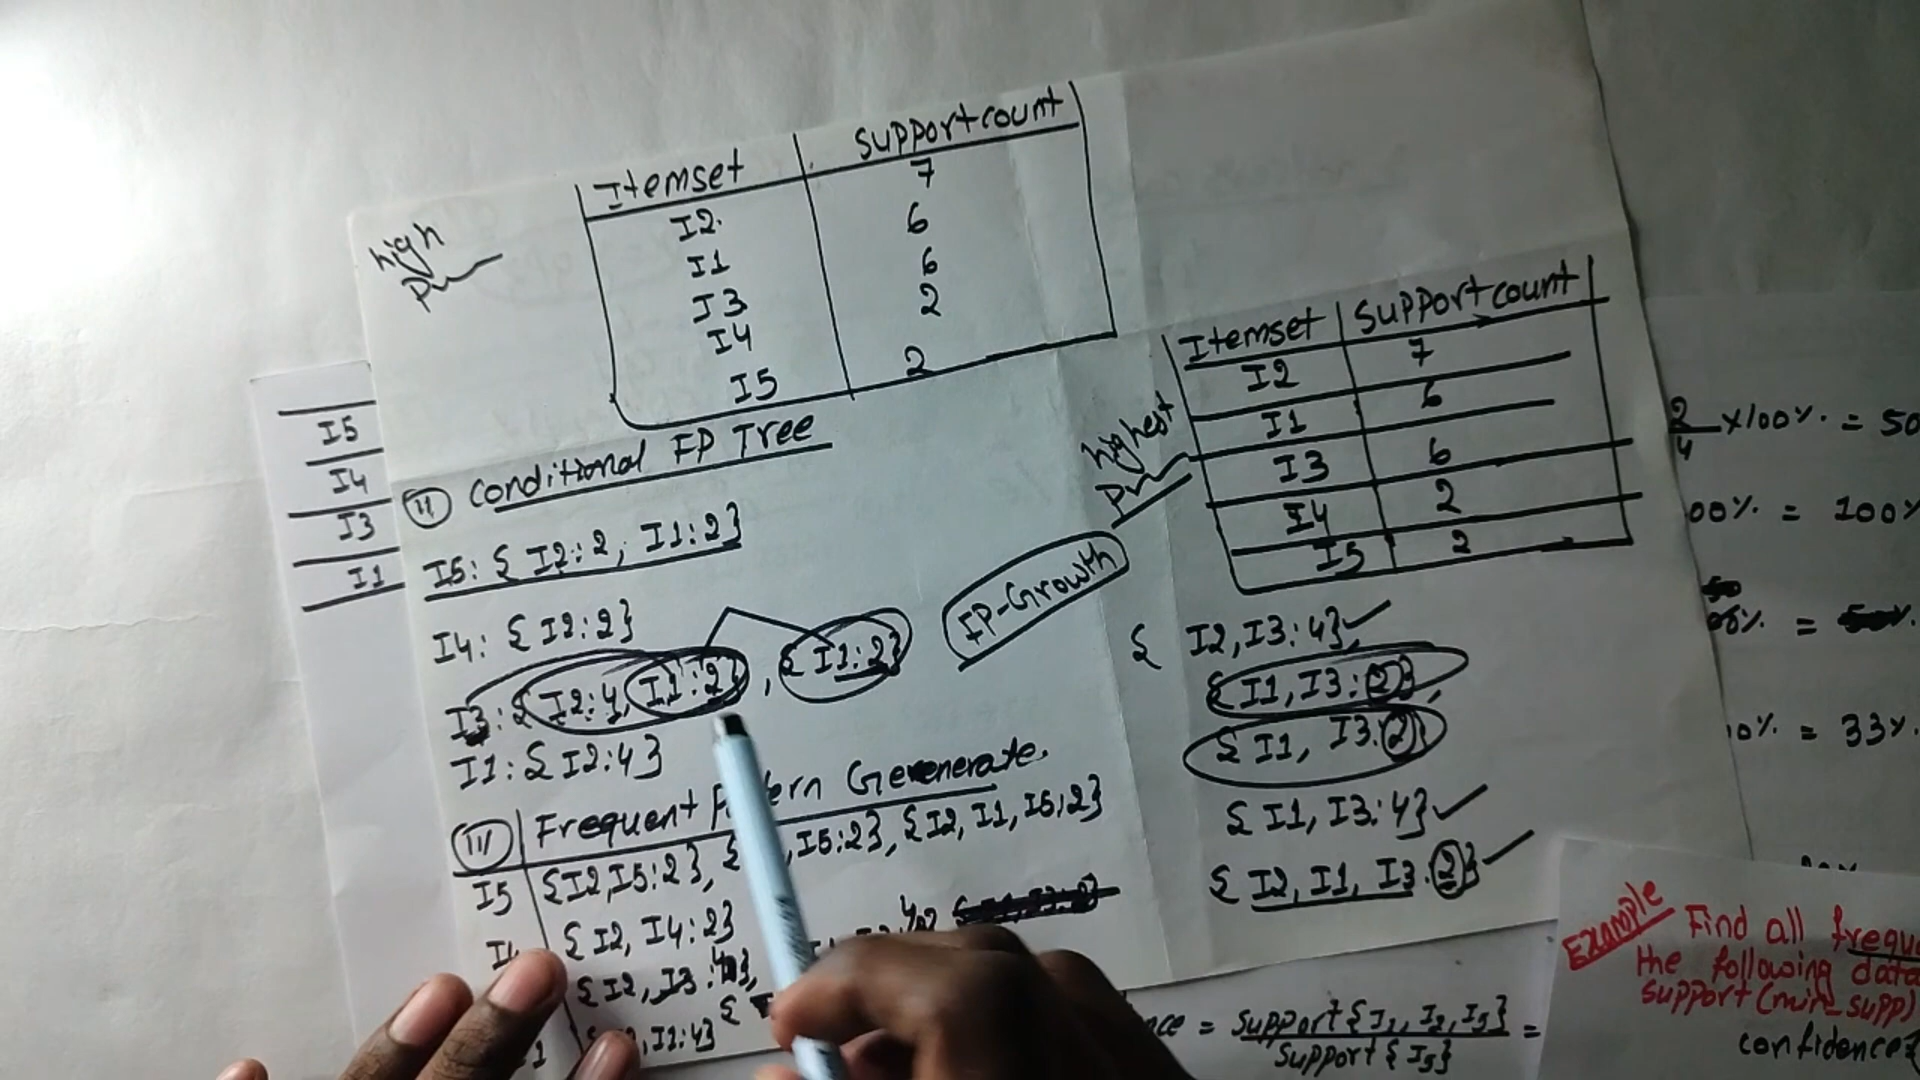 Itemset Support count
I2 7
I1 6
I3 6
I4 2
I5 2
high
I5
I4
I3
I1
II Conditional FP Tree
I5: {I2:2, I1:2}
I4: {I2:2}
I3: {I2:4, I1:2}, {I1:2}
I1: {I2:4}
III Frequent Generate.
I5 {I2,I5:2}, { ,I5:2}, {I2, I1, I5:2}
{I2, I4:2}
{I2, I3:4},
,I1:4}
FP-Growth
highest
Itemset Support count
I2 7
I1 6
I3 6
I4 2
I5 2
{ I2, I3:4},
{I1, I3:2},
{I1, I3:2}
{I1, I3:4}
{I2, I1, I3:2}
2/4 x100%. = 50
00%. = 100%
%. =
0%. = 33%.
= Support{I1, I2, I5} / Support{I5} =
Example Find all
the following data
support(min_supp)
confidence